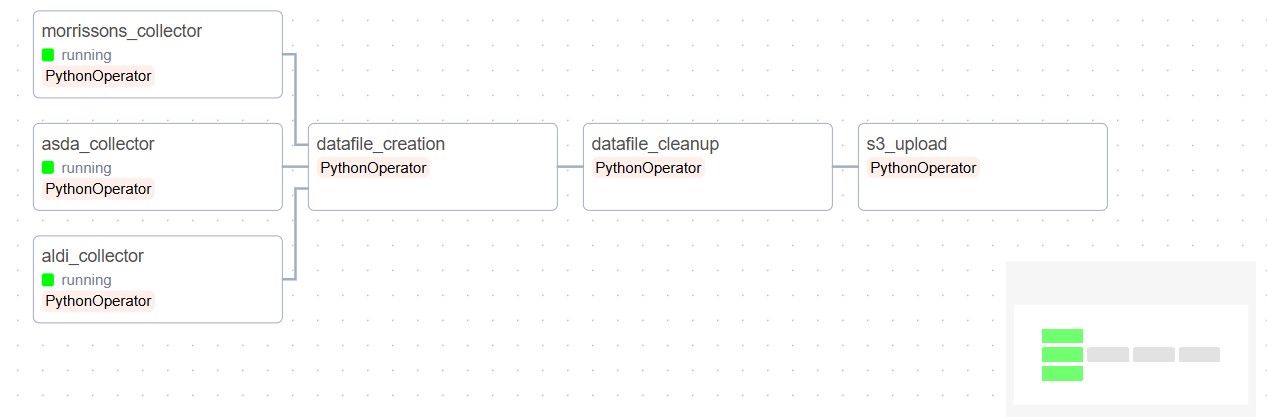 morrissons_collector
running
PythonOperator
asda_collector
running
PythonOperator
aldi_collector
running
PythonOperator
datafile_creation
PythonOperator
datafile_cleanup
PythonOperator
s3_upload
PythonOperator